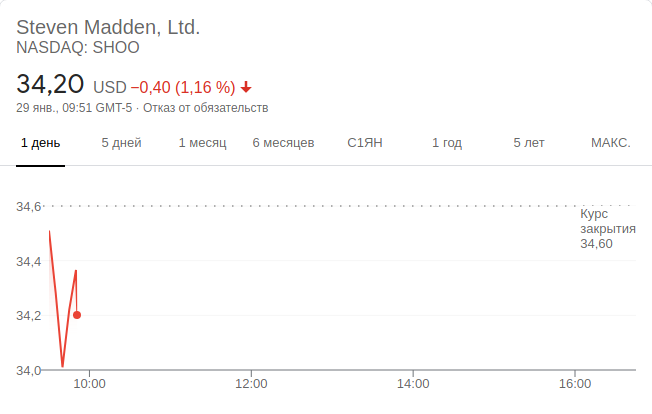 Steven Madden, Ltd.
NASDAQ: SHOO
34,20 USD −0,40 (1,16 %)
29 янв., 09:51 GMT-5 · Отказ от обязательств
1 день 5 дней 1 месяц 6 месяцев С1ЯН 1 год 5 лет МАКС.
34,6
Курс
закрытия
34,60
34,4
34,2
34,0
10:00 12:00 14:00 16:00